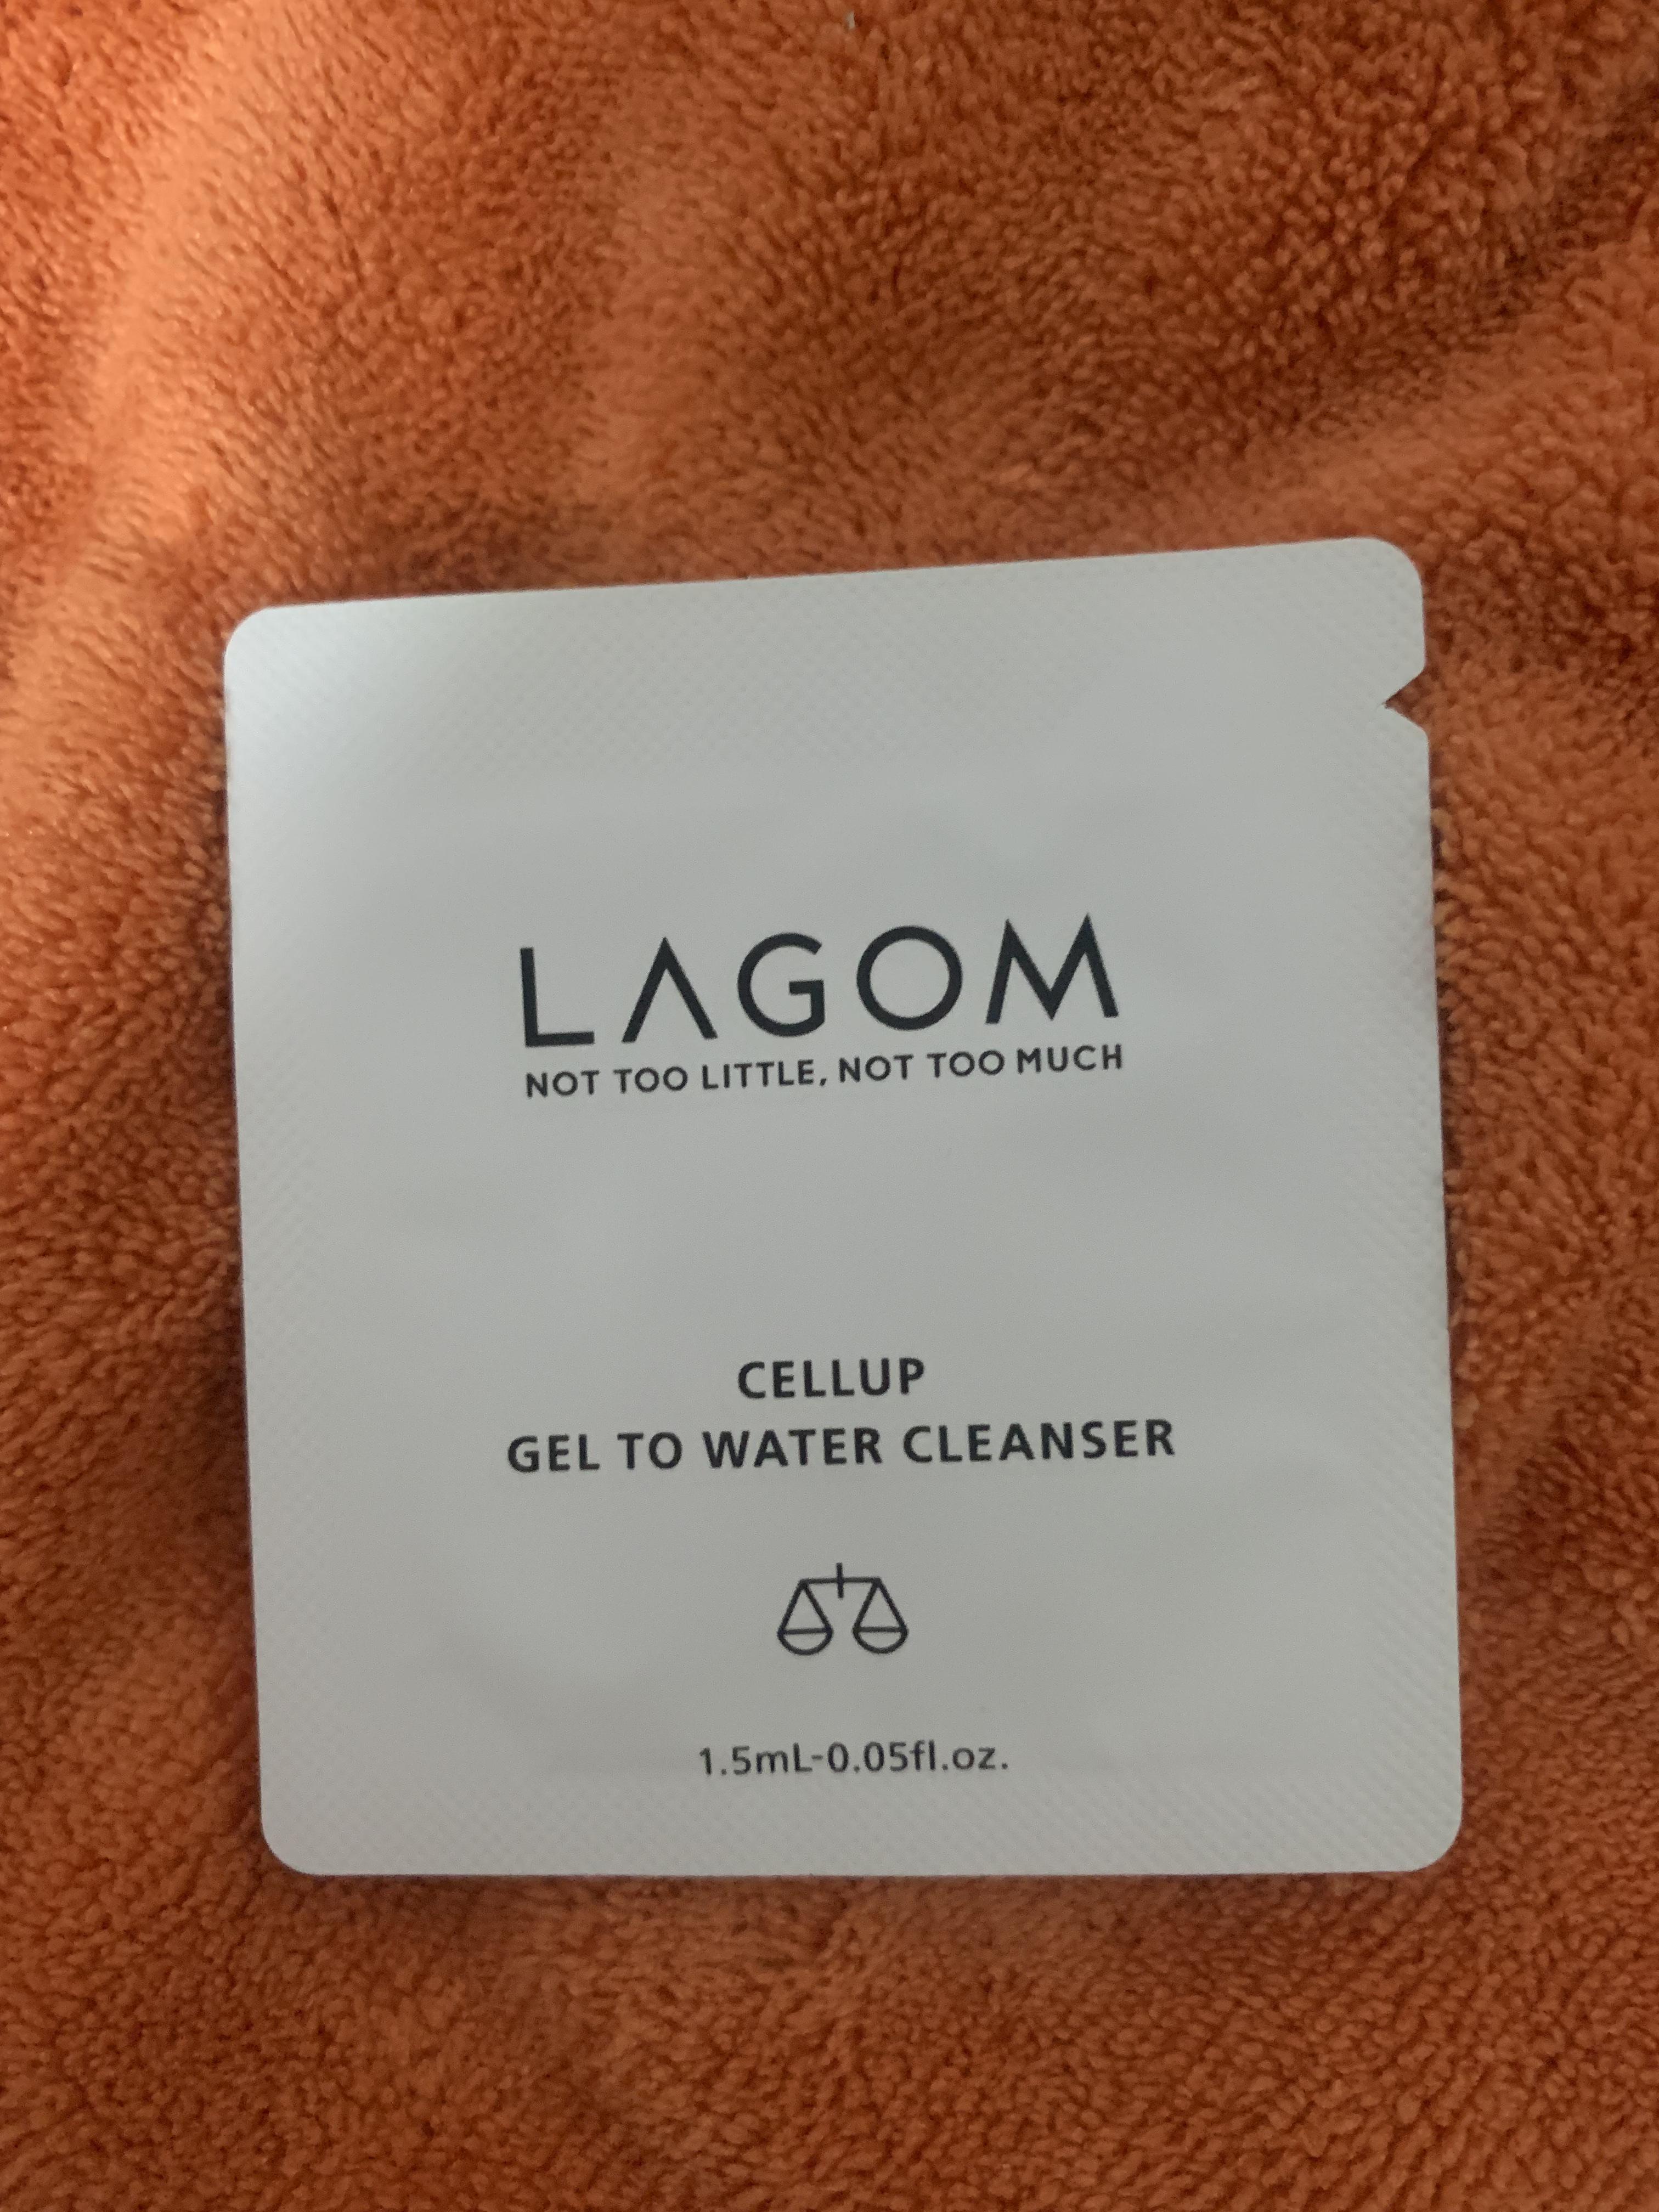 LAGOM
NOT TOO LITTLE, NOT TOO MUCH
CELLUP
GEL TO WATER CLEANSER
1.5mL-0.05fl.oz.